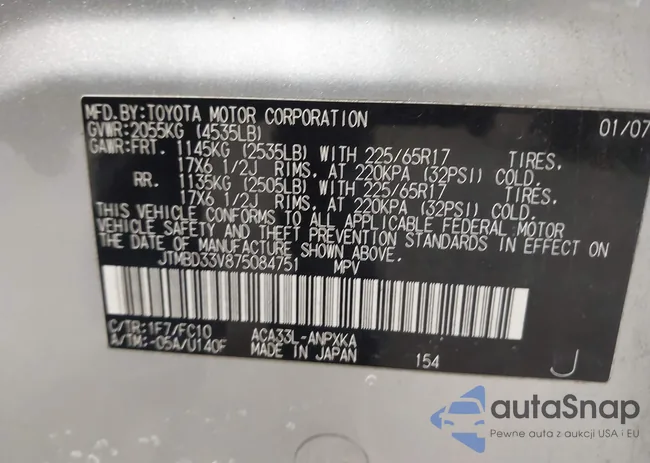 MFD.BY:TOYOTA MOTOR CORPORATION 01/07
GVWR:2055KG (4535LB)
GAWR:FRT. 1145KG (2535LB) WITH 225/65R17 TIRES,
17X6 1/2J RIMS, AT 220KPA (32PSI) COLD.
RR. 1135KG (2505LB) WITH 225/65R17 TIRES,
17X6 1/2J RIMS, AT 220KPA (32PSI) COLD.
THIS VEHICLE CONFORMS TO ALL APPLICABLE FEDERAL MOTOR
VEHICLE SAFETY AND THEFT PREVENTION STANDARDS IN EFFECT ON
THE DATE OF MANUFACTURE SHOWN ABOVE.
JTMBD33V875084751 MPV
C/TR:1F7/FC10 ACA33L-ANPXKA
A/TM:-05A/U140F MADE IN JAPAN 154 J
autoSnap
Pewne auta z aukcji USA i EU